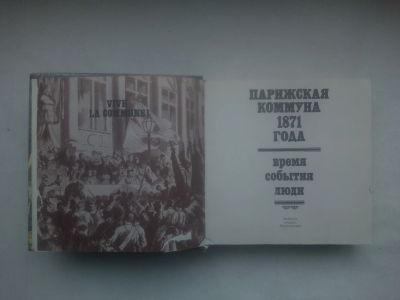 VIVE
LA COMMUNE!
ПАРИЖСКАЯ
КОММУНА
1871
ГОДА
время
события
люди